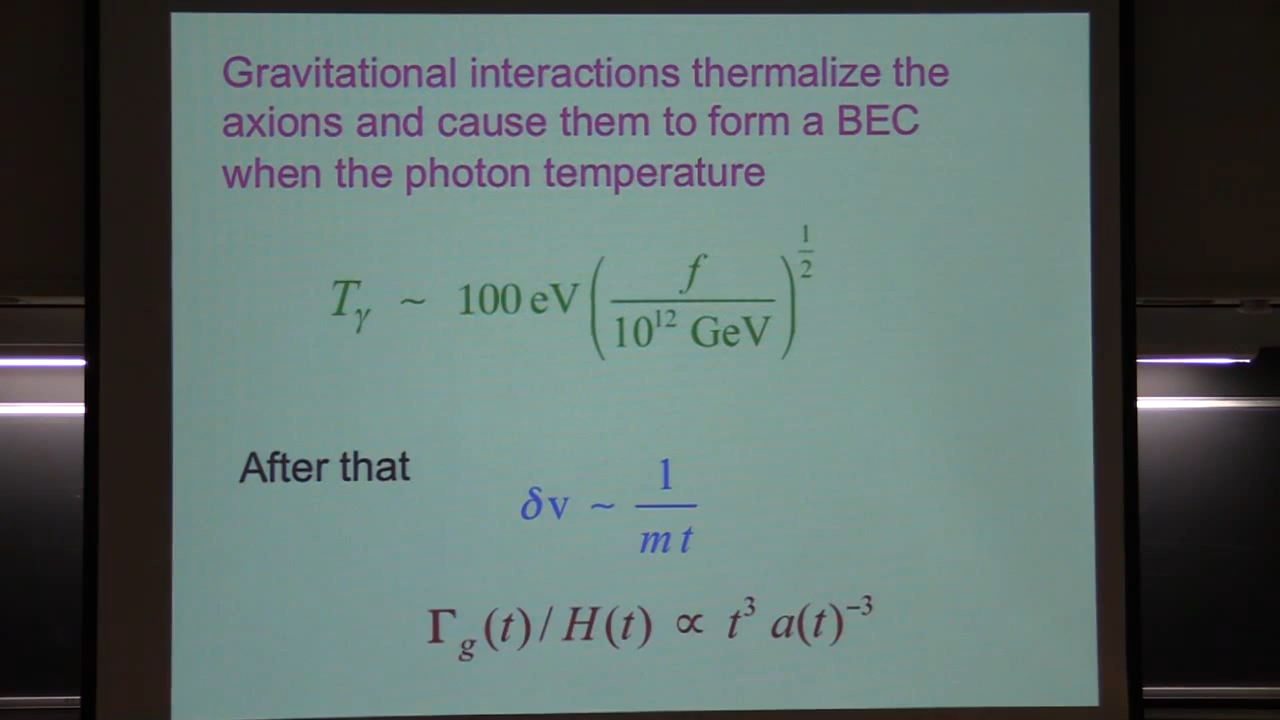 Gravitational interactions thermalize the
axions and cause them to form a BEC
when the photon temperature
T_γ ~ 100 eV (f / 10^12 GeV)^(1/2)
After that
δv ~ 1 / (m t)
Γ_g(t) / H(t) ∝ t^3 a(t)^−3